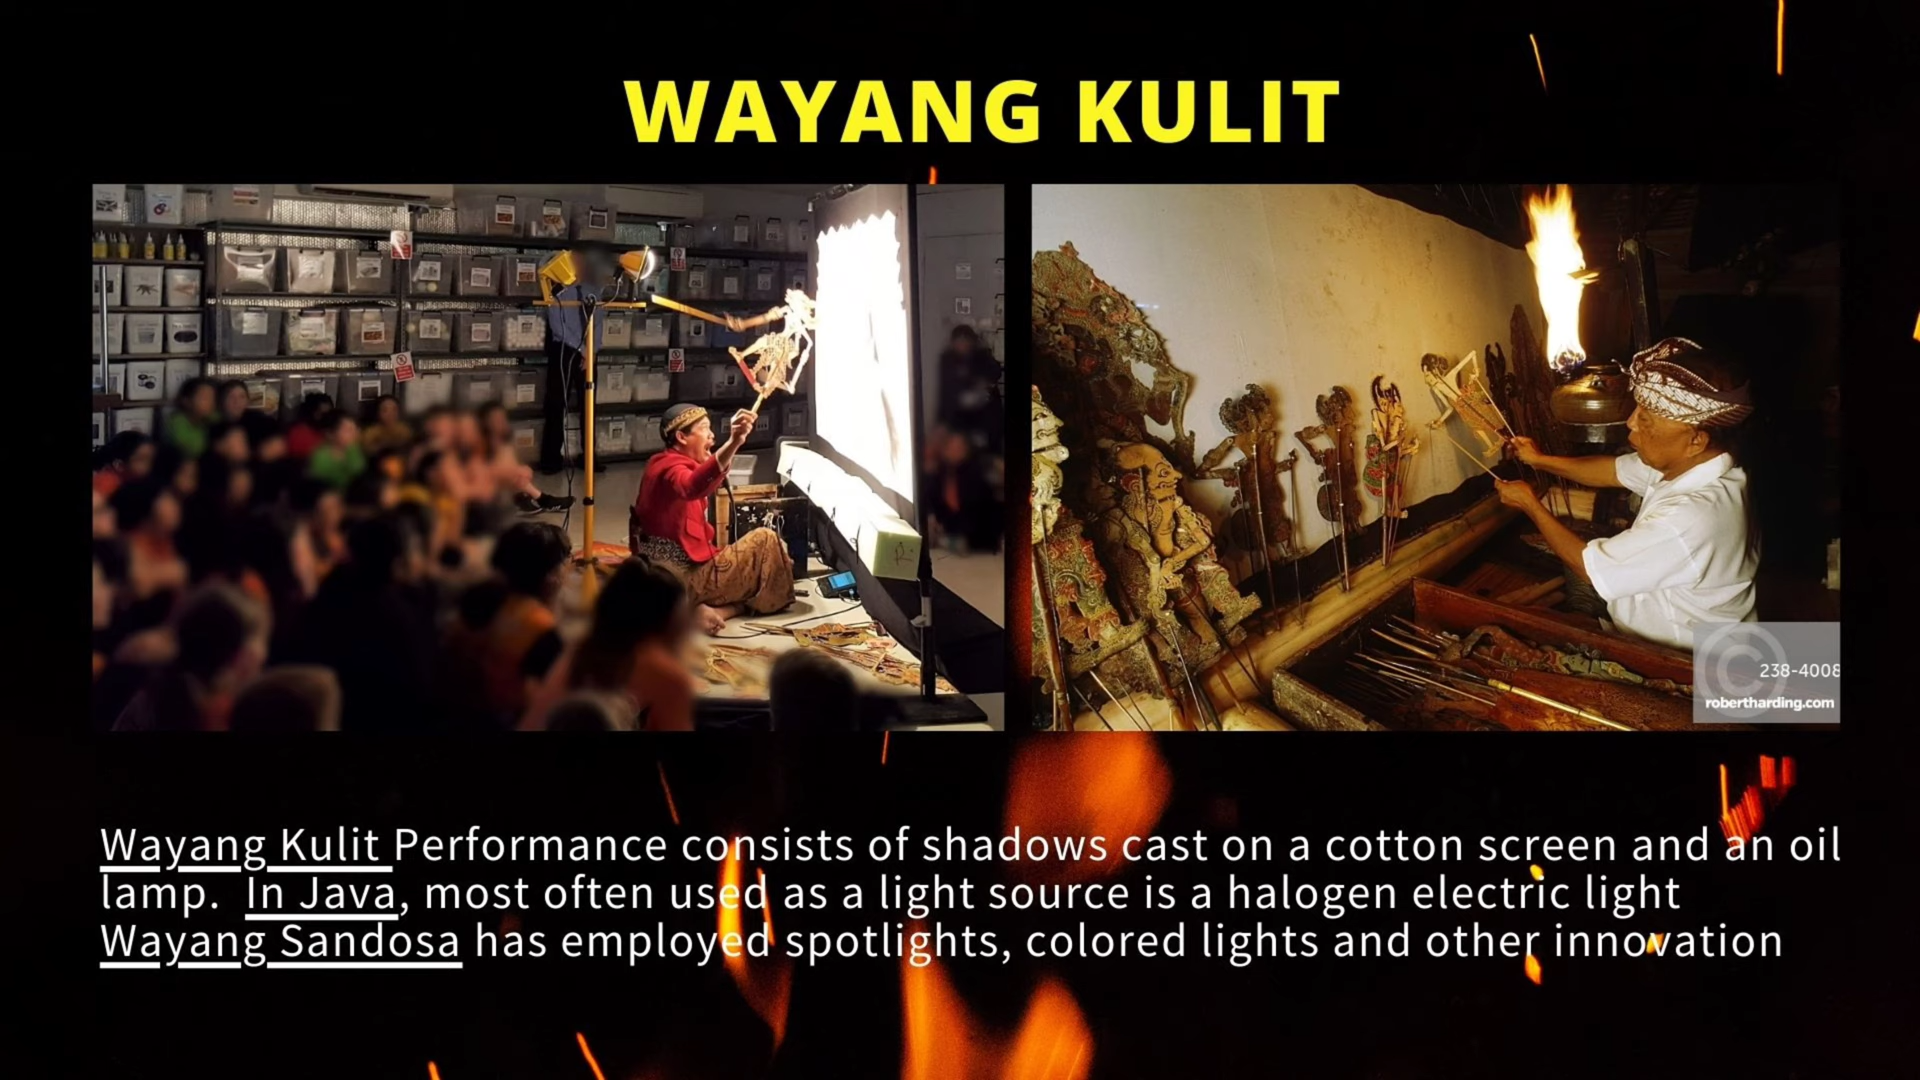 WAYANG KULIT
238-4008
robertharding.com
Wayang Kulit Performance consists of shadows cast on a cotton screen and an oil
lamp. In Java, most often used as a light source is a halogen electric light
Wayang Sandosa has employed spotlights, colored lights and other innovation